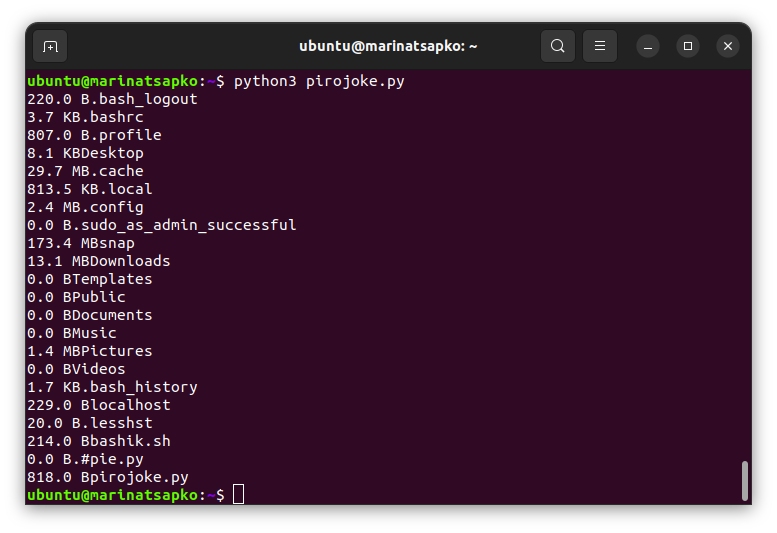 ubuntu@marinatsapko: ~
ubuntu@marinatsapko:~$ python3 pirojoke.py
220.0 B.bash_logout
3.7 KB.bashrc
807.0 B.profile
8.1 KBDesktop
29.7 MB.cache
813.5 KB.local
2.4 MB.config
0.0 B.sudo_as_admin_successful
173.4 MBsnap
13.1 MBDownloads
0.0 BTemplates
0.0 BPublic
0.0 BDocuments
0.0 BMusic
1.4 MBPictures
0.0 BVideos
1.7 KB.bash_history
229.0 Blocalhost
20.0 B.lesshst
214.0 Bbashik.sh
0.0 B.#pie.py
818.0 Bpirojoke.py
ubuntu@marinatsapko:~$